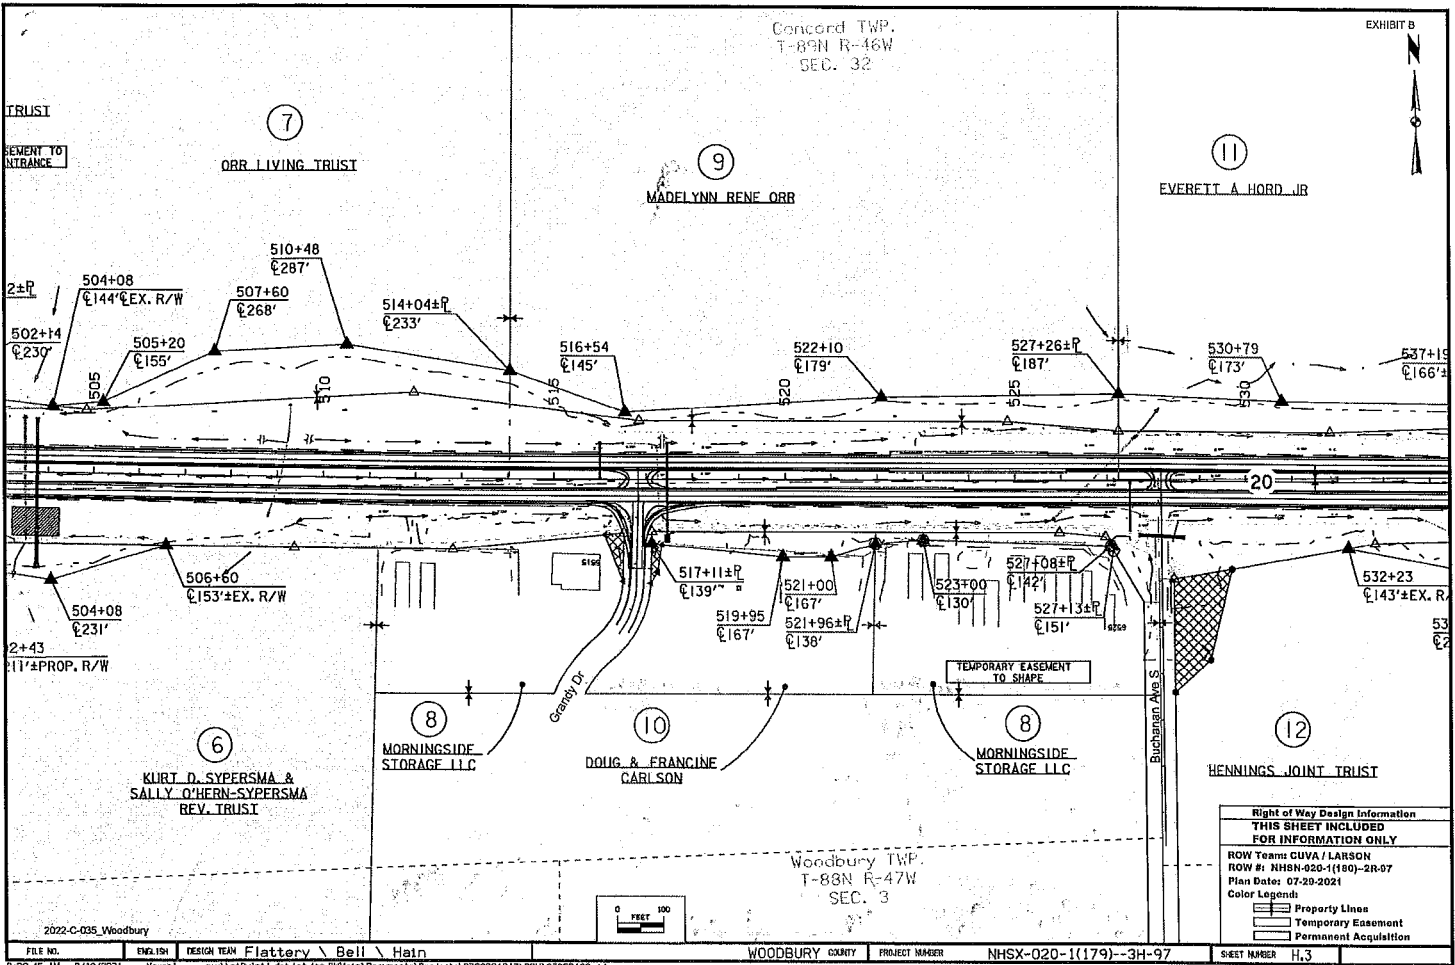 EXHIBIT B
N
Concord TWP.
T-89N R-46W
SEC. 32
TRUST
SEMENT TO
NTRANCE
7
ORR LIVING TRUST
9
MADELYNN RENE ORR
11
EVERETT A HORD JR
510+48
℄287'
504+08
℄144'℄EX. R/W
507+60
℄268'
514+04±℄
℄233'
502+14
℄230'
505+20
℄155'
516+54
℄145'
522+10
℄179'
527+26±℄
℄187'
530+79
℄173'
537+19
℄166'±
505
510
515
520
525
530
20
506+60
℄153'±EX. R/W
504+08
℄231'
2+43
11'±PROP. R/W
5515
517+11±℄
℄139'
519+95
℄167'
521+00
℄167'
521+96±℄
℄138'
523+00
℄130'
527+08±℄
℄142'
527+13±℄
℄151'
532+23
℄143'±EX. R/
53
TEMPORARY EASEMENT
TO SHAPE
Grandy Dr
Buchanan Ave S
6
KURT D. SYPERSMA &
SALLY O'HERN-SYPERSMA
REV. TRUST
8
MORNINGSIDE
STORAGE LLC
10
DOUG & FRANCINE
CARLSON
8
MORNINGSIDE
STORAGE LLC
12
HENNINGS JOINT TRUST
Woodbury TWP.
T-88N R-47W
SEC. 3
0 100
FEET
Right of Way Design Information
THIS SHEET INCLUDED
FOR INFORMATION ONLY
ROW Team: CUVA / LARSON
ROW #: NHSN-020-1(180)--2R-97
Plan Date: 07-29-2021
Color Legend:
Property Lines
Temporary Easement
Permanent Acquisition
2022-C-035_Woodbury
FILE NO.
ENGLISH
DESIGN TEAM Flattery \ Bell \ Hain
WOODBURY COUNTY
PROJECT NUMBER
NHSX-020-1(179)--3H-97
SHEET NUMBER H.3